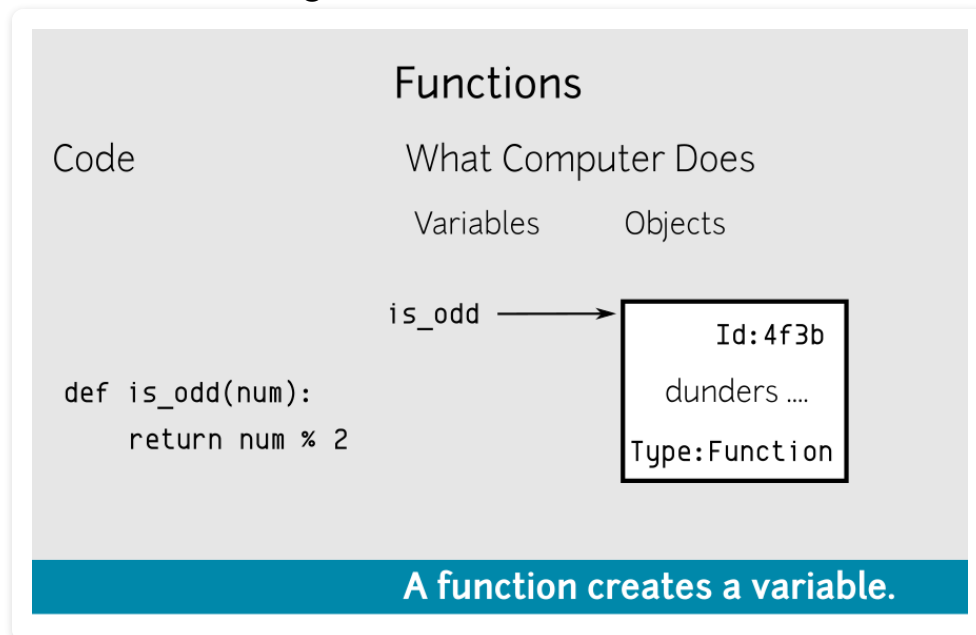 Functions
Code
What Computer Does
Variables Objects
is_odd
Id:4f3b
dunders ....
Type:Function
def is_odd(num):
    return num % 2
A function creates a variable.